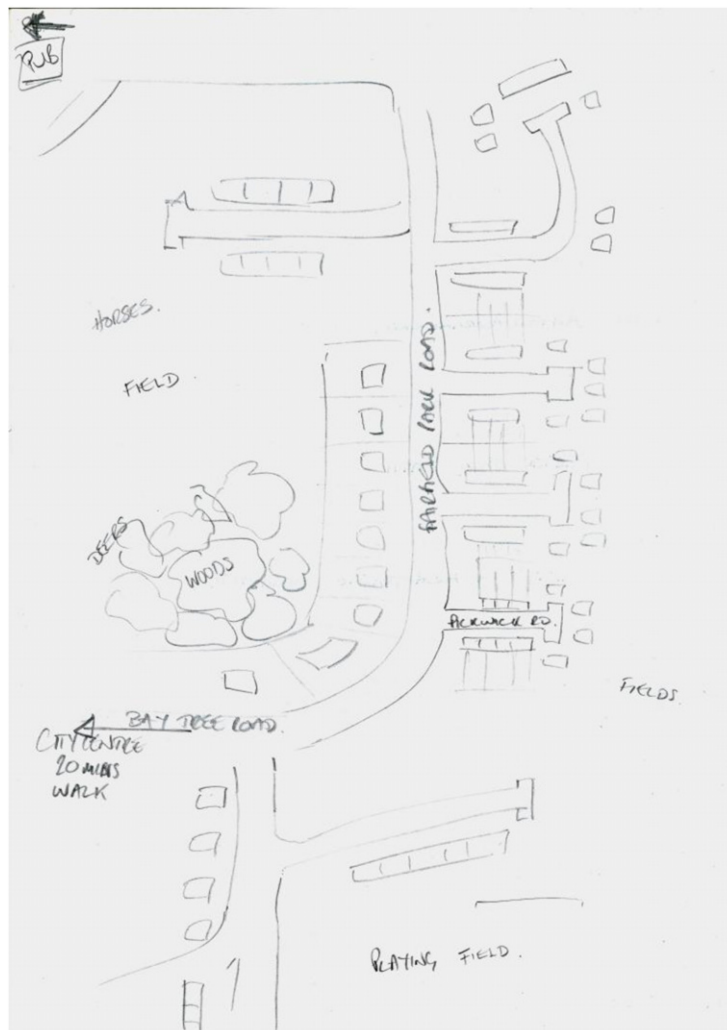 PUB
HORSES.
FIELD
FAIRFIELD PARK ROAD.
DEERS
WOODS
PICKWICK RD.
FIELDS.
BAY TREE ROAD.
CITY CENTRE
20 MINS
WALK
PLAYING FIELD.